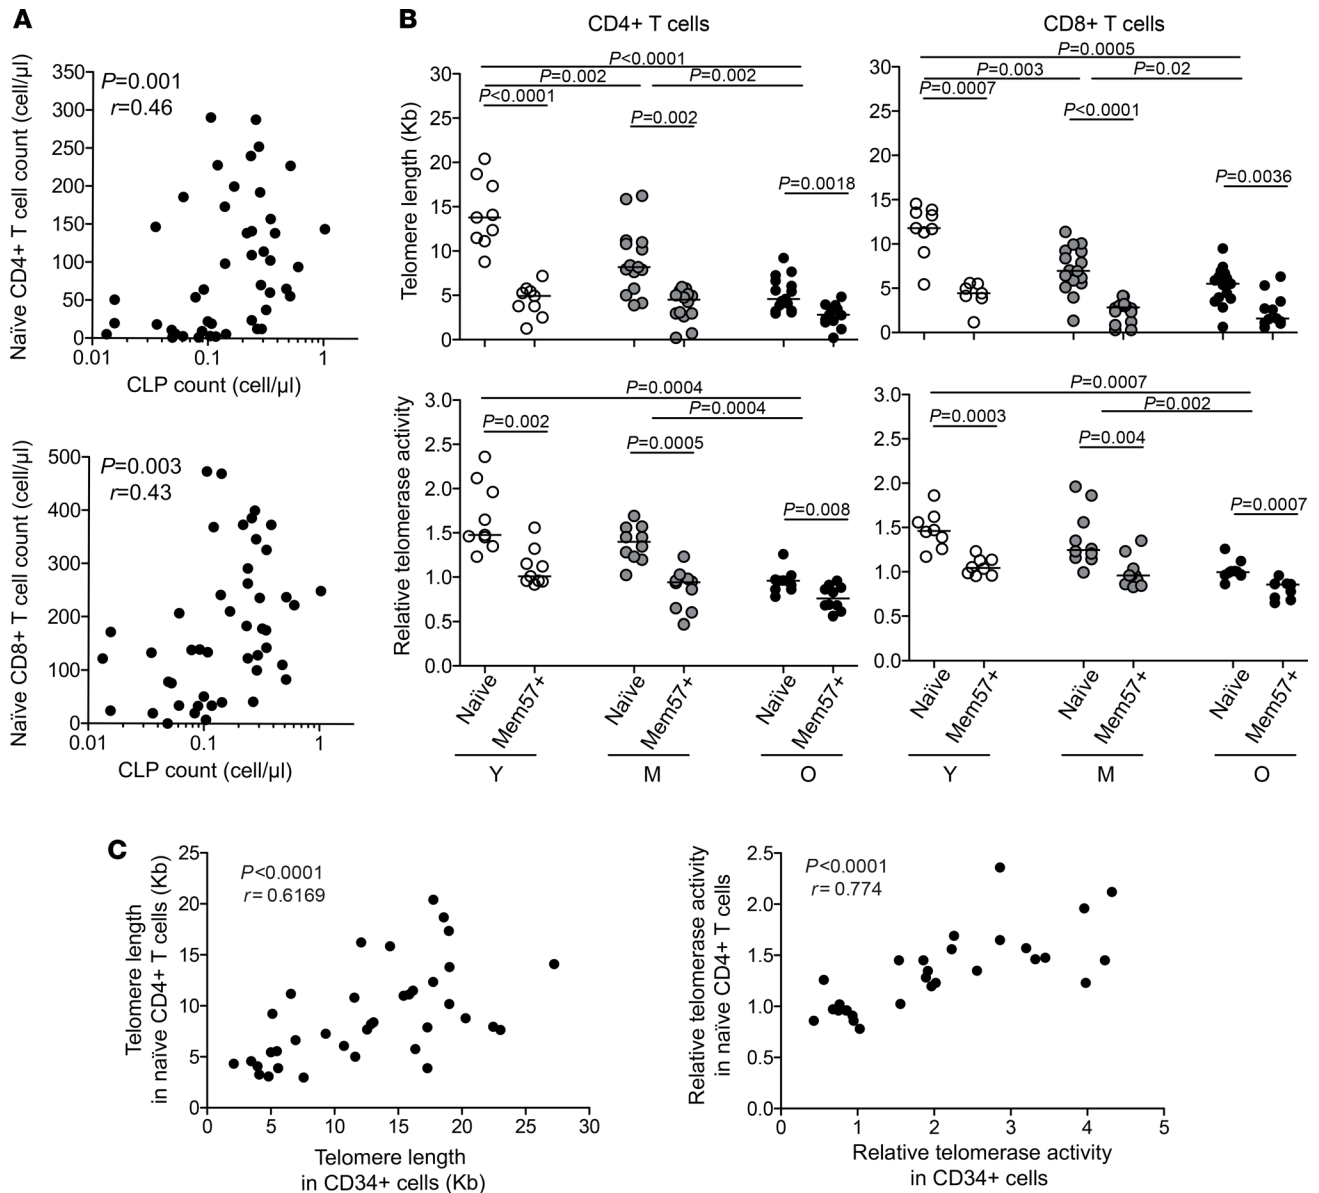 A
Naïve CD4+ T cell count (cell/µl)
350
300
250
200
150
100
50
0
P=0.001
r=0.46
0.01
0.1
1
CLP count (cell/µl)
Naïve CD8+ T cell count (cell/µl)
500
400
300
200
100
0
P=0.003
r=0.43
0.01
0.1
1
CLP count (cell/µl)
B
CD4+ T cells
Telomere length (Kb)
30
25
20
15
10
5
0
P<0.0001
P=0.002
P=0.002
P<0.0001
P=0.002
P=0.0018
CD8+ T cells
30
25
20
15
10
5
0
P=0.0005
P=0.003
P=0.02
P=0.0007
P<0.0001
P=0.0036
Relative telomerase activity
3.0
2.5
2.0
1.5
1.0
0.5
0.0
P=0.0004
P=0.0004
P=0.002
P=0.0005
P=0.008
Naïve
Mem57+
Naïve
Mem57+
Naïve
Mem57+
Y
M
O
3.0
2.5
2.0
1.5
1.0
0.5
0.0
P=0.0007
P=0.002
P=0.0003
P=0.004
P=0.0007
Naïve
Mem57+
Naïve
Mem57+
Naïve
Mem57+
Y
M
O
C
Telomere length
in naïve CD4+ T cells (Kb)
25
20
15
10
5
0
P<0.0001
r= 0.6169
0
5
10
15
20
25
30
Telomere length
in CD34+ cells (Kb)
Relative telomerase activity
in naïve CD4+ T cells
2.5
2.0
1.5
1.0
0.5
0.0
P<0.0001
r= 0.774
0
1
2
3
4
5
Relative telomerase activity
in CD34+ cells